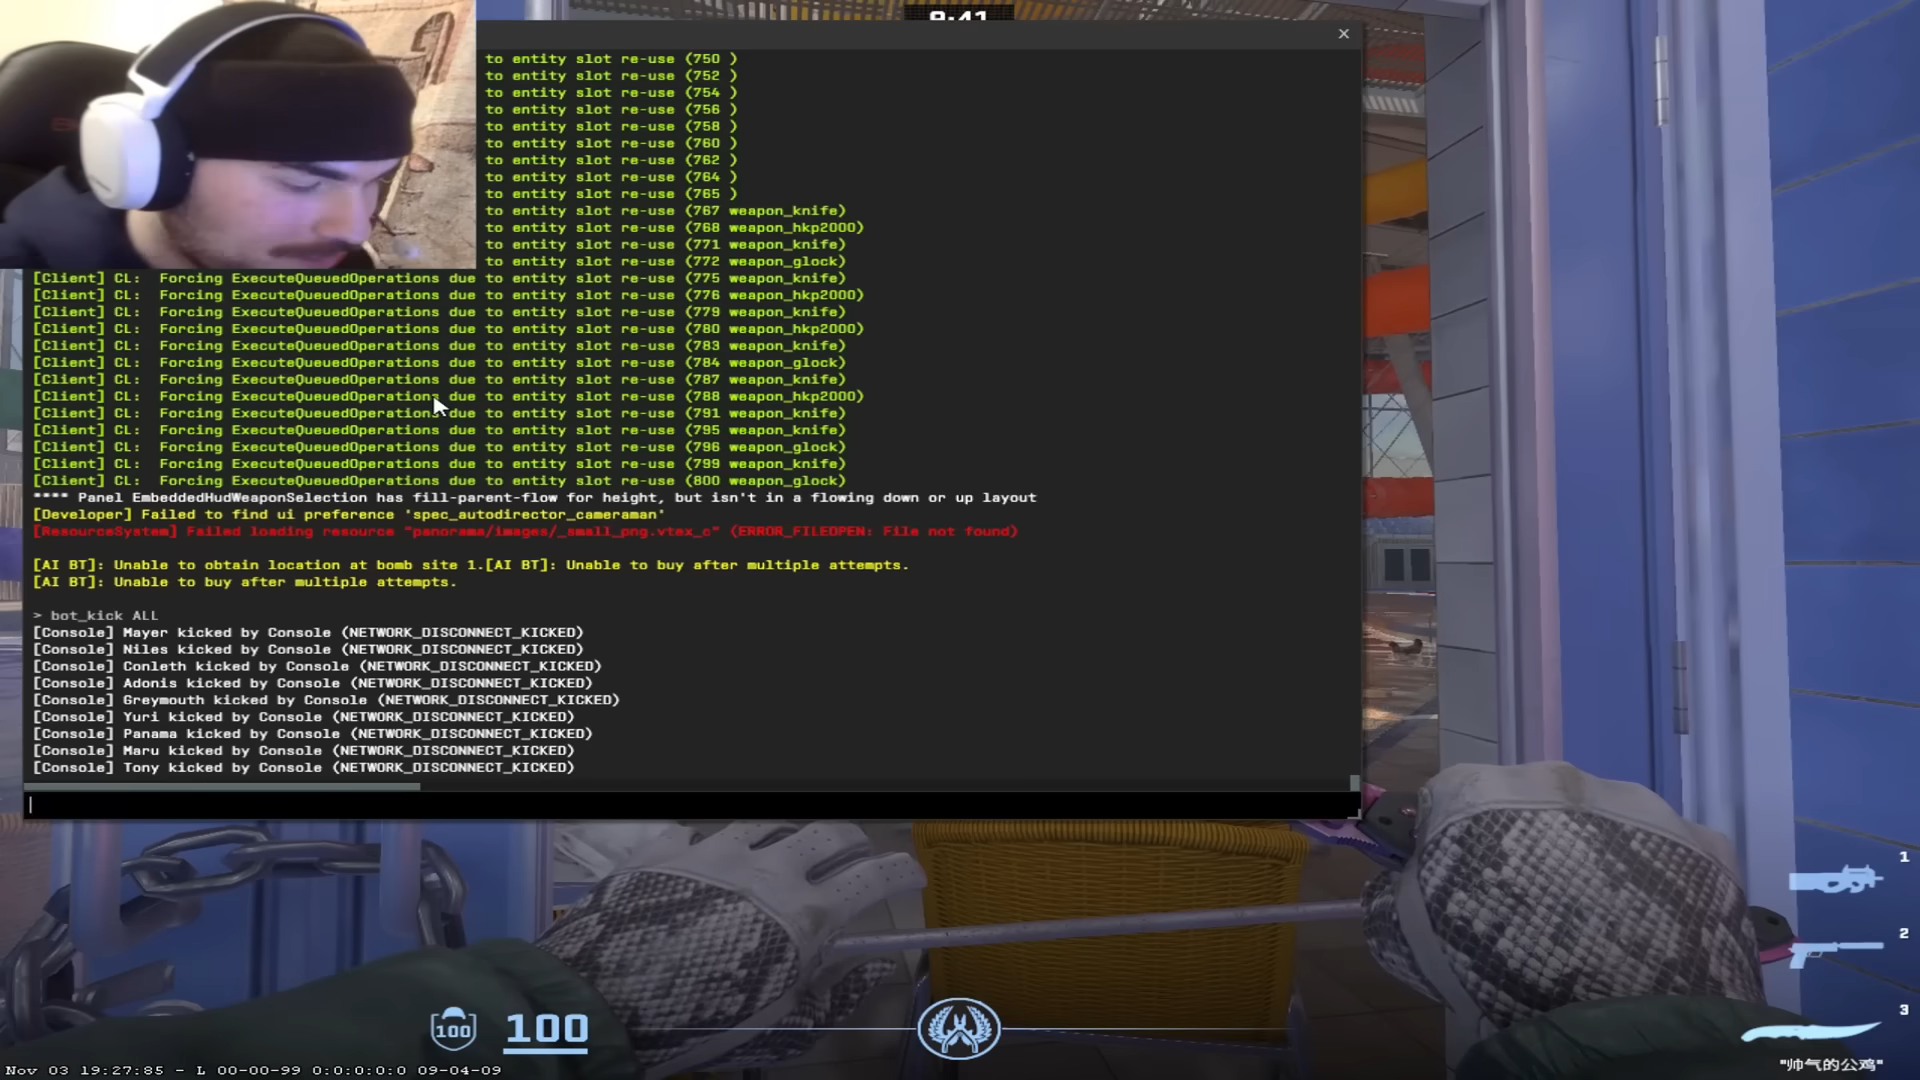 8:41
to entity slot re-use (750 )
to entity slot re-use (752 )
to entity slot re-use (754 )
to entity slot re-use (756 )
to entity slot re-use (758 )
to entity slot re-use (760 )
to entity slot re-use (762 )
to entity slot re-use (764 )
to entity slot re-use (765 )
to entity slot re-use (767 weapon_knife)
to entity slot re-use (768 weapon_hkp2000)
to entity slot re-use (771 weapon_knife)
to entity slot re-use (772 weapon_glock)
[Client] CL:  Forcing ExecuteQueuedOperations due to entity slot re-use (775 weapon_knife)
[Client] CL:  Forcing ExecuteQueuedOperations due to entity slot re-use (776 weapon_hkp2000)
[Client] CL:  Forcing ExecuteQueuedOperations due to entity slot re-use (779 weapon_knife)
[Client] CL:  Forcing ExecuteQueuedOperations due to entity slot re-use (780 weapon_hkp2000)
[Client] CL:  Forcing ExecuteQueuedOperations due to entity slot re-use (783 weapon_knife)
[Client] CL:  Forcing ExecuteQueuedOperations due to entity slot re-use (784 weapon_glock)
[Client] CL:  Forcing ExecuteQueuedOperations due to entity slot re-use (787 weapon_knife)
[Client] CL:  Forcing ExecuteQueuedOperations due to entity slot re-use (788 weapon_hkp2000)
[Client] CL:  Forcing ExecuteQueuedOperations due to entity slot re-use (791 weapon_knife)
[Client] CL:  Forcing ExecuteQueuedOperations due to entity slot re-use (795 weapon_knife)
[Client] CL:  Forcing ExecuteQueuedOperations due to entity slot re-use (796 weapon_glock)
[Client] CL:  Forcing ExecuteQueuedOperations due to entity slot re-use (799 weapon_knife)
[Client] CL:  Forcing ExecuteQueuedOperations due to entity slot re-use (800 weapon_glock)
**** Panel EmbeddedHudWeaponSelection has fill-parent-flow for height, but isn't in a flowing down or up layout
[Developer] Failed to find ui preference 'spec_autodirector_cameraman'
[ResourceSystem] Failed loading resource "panorama/images/_small_png.vtex_c" (ERROR_FILEOPEN: File not found)
[AI BT]: Unable to obtain location at bomb site 1.[AI BT]: Unable to buy after multiple attempts.
[AI BT]: Unable to buy after multiple attempts.
> bot_kick ALL
[Console] Mayer kicked by Console (NETWORK_DISCONNECT_KICKED)
[Console] Niles kicked by Console (NETWORK_DISCONNECT_KICKED)
[Console] Conleth kicked by Console (NETWORK_DISCONNECT_KICKED)
[Console] Adonis kicked by Console (NETWORK_DISCONNECT_KICKED)
[Console] Greymouth kicked by Console (NETWORK_DISCONNECT_KICKED)
[Console] Yuri kicked by Console (NETWORK_DISCONNECT_KICKED)
[Console] Panama kicked by Console (NETWORK_DISCONNECT_KICKED)
[Console] Maru kicked by Console (NETWORK_DISCONNECT_KICKED)
[Console] Tony kicked by Console (NETWORK_DISCONNECT_KICKED)
1
2
3
100 100
"帅气的公鸡"
Nov 03 19:27:85 - L 00-00-99 0:0:0:0:0 09-04-09